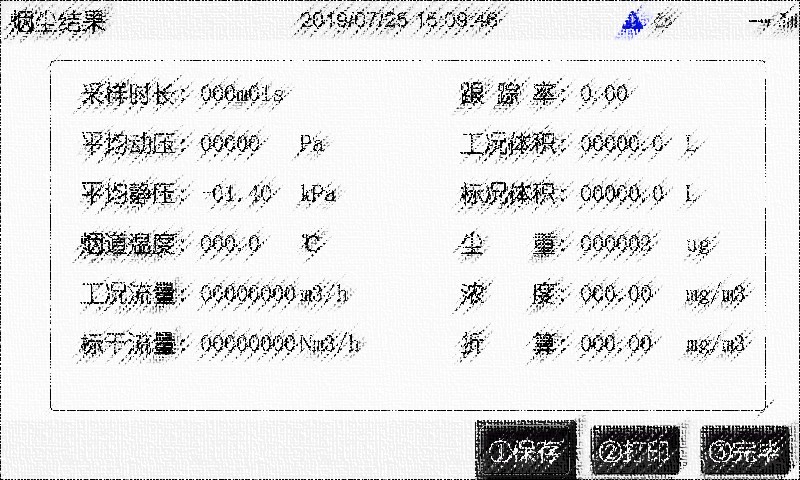 烟尘结果 2019/07/25 15:09:46
采样时长: 000m01s 跟踪率: 0.00
平均动压: 00000 Pa 工况体积: 00000.0 L
平均静压: -01.40 kPa 标况体积: 00000.0 L
烟道温度: 000.0 ℃ 尘 重: 000003 ug
工况流量: 00000000m3/h 浓 度: 000.00 mg/m3
标干流量: 00000000Nm3/h 折 算: 000.00 mg/m3
①保存 ②打印 ③完毕